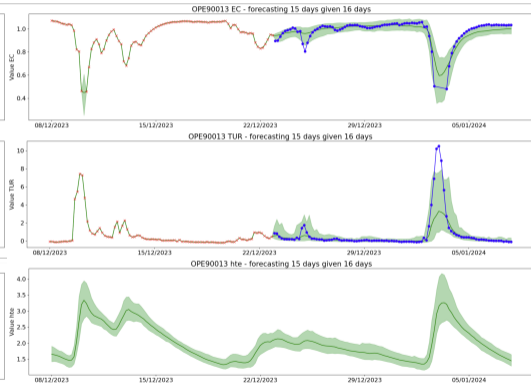 OPE90013 EC - forecasting 15 days given 16 days
1.0
0.8
0.6
0.4
Value EC
08/12/2023 15/12/2023 22/12/2023 29/12/2023 05/01/2024
OPE90013 TUR - forecasting 15 days given 16 days
10
8
6
4
2
0
Value TUR
08/12/2023 15/12/2023 22/12/2023 29/12/2023 05/01/2024
OPE90013 hte - forecasting 15 days given 16 days
4.0
3.5
3.0
2.5
2.0
1.5
Value hte
08/12/2023 15/12/2023 22/12/2023 29/12/2023 05/01/2024